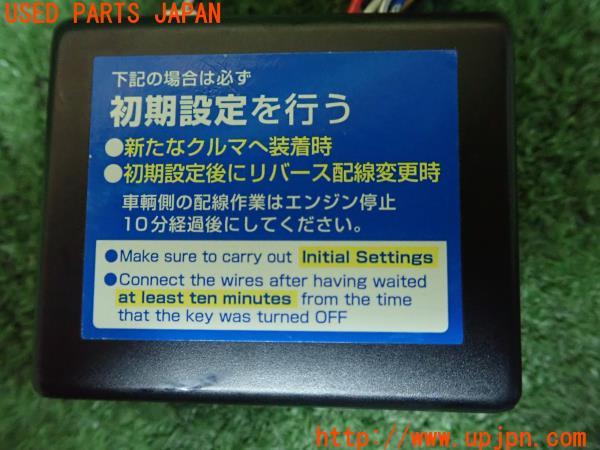 USED PARTS JAPAN
下記の場合は必ず
初期設定を行う
●新たなクルマへ装着時
●初期設定後にリバース配線変更時
車輌側の配線作業はエンジン停止
10分経過後にしてください。
●Make sure to carry out Initial Settings
●Connect the wires after having waited
at least ten minutes from the time
that the key was turned OFF
http://www.upjpn.com